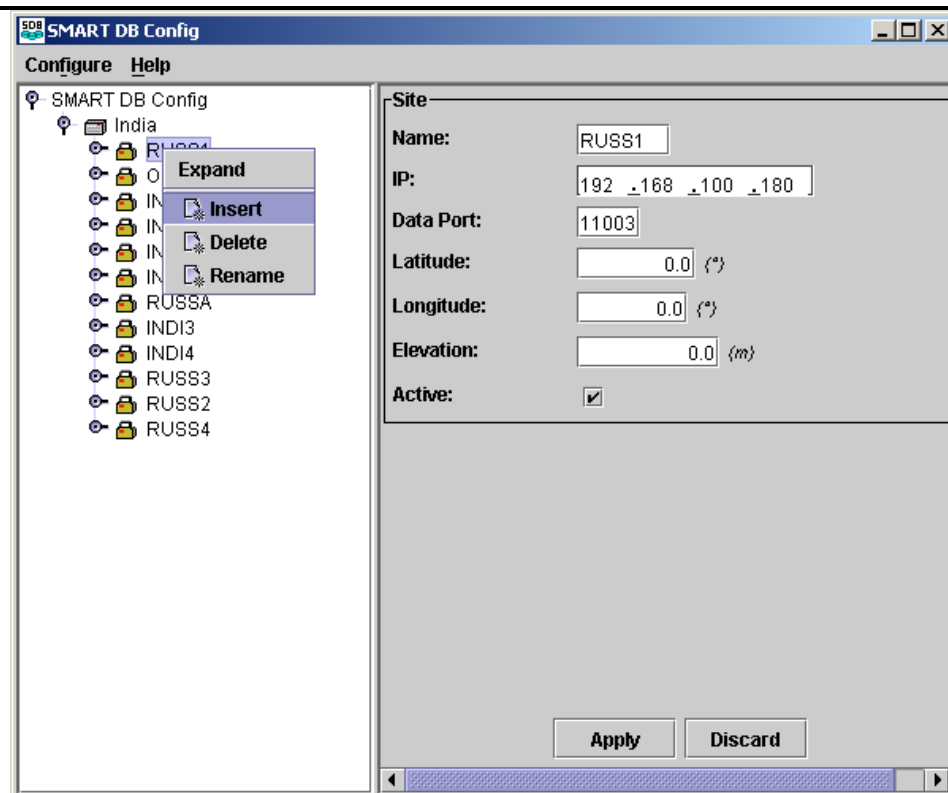 SDB SMART DB Config
Configure Help
SMART DB Config
India
RUSS1
Expand
Insert
Delete
Rename
RUSSA
INDI3
INDI4
RUSS3
RUSS2
RUSS4
Site
Name: RUSS1
IP: 192 .168 .100 .180
Data Port: 11003
Latitude: 0.0 (°)
Longitude: 0.0 (°)
Elevation: 0.0 (m)
Active:
Apply Discard